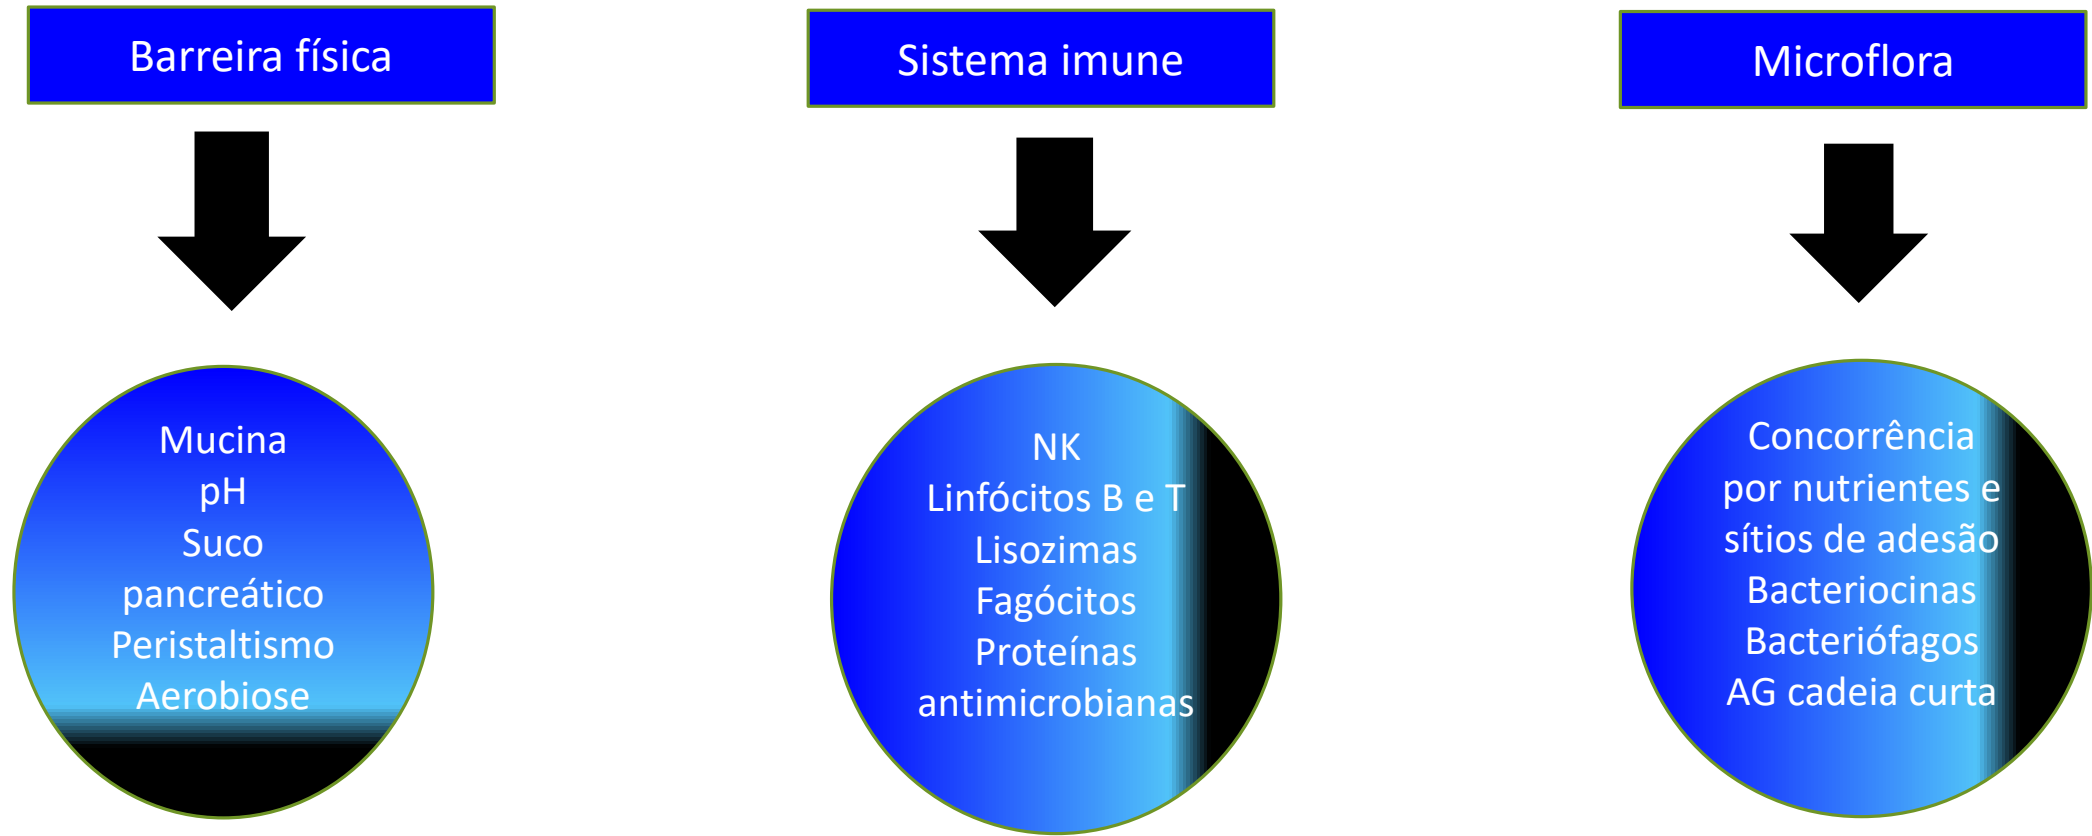 Barreira física
Sistema imune
Microflora
Mucina
pH
Suco
pancreático
Peristaltismo
Aerobiose
NK
Linfócitos B e T
Lisozimas
Fagócitos
Proteínas
antimicrobianas
Concorrência
por nutrientes e
sítios de adesão
Bacteriocinas
Bacteriófagos
AG cadeia curta